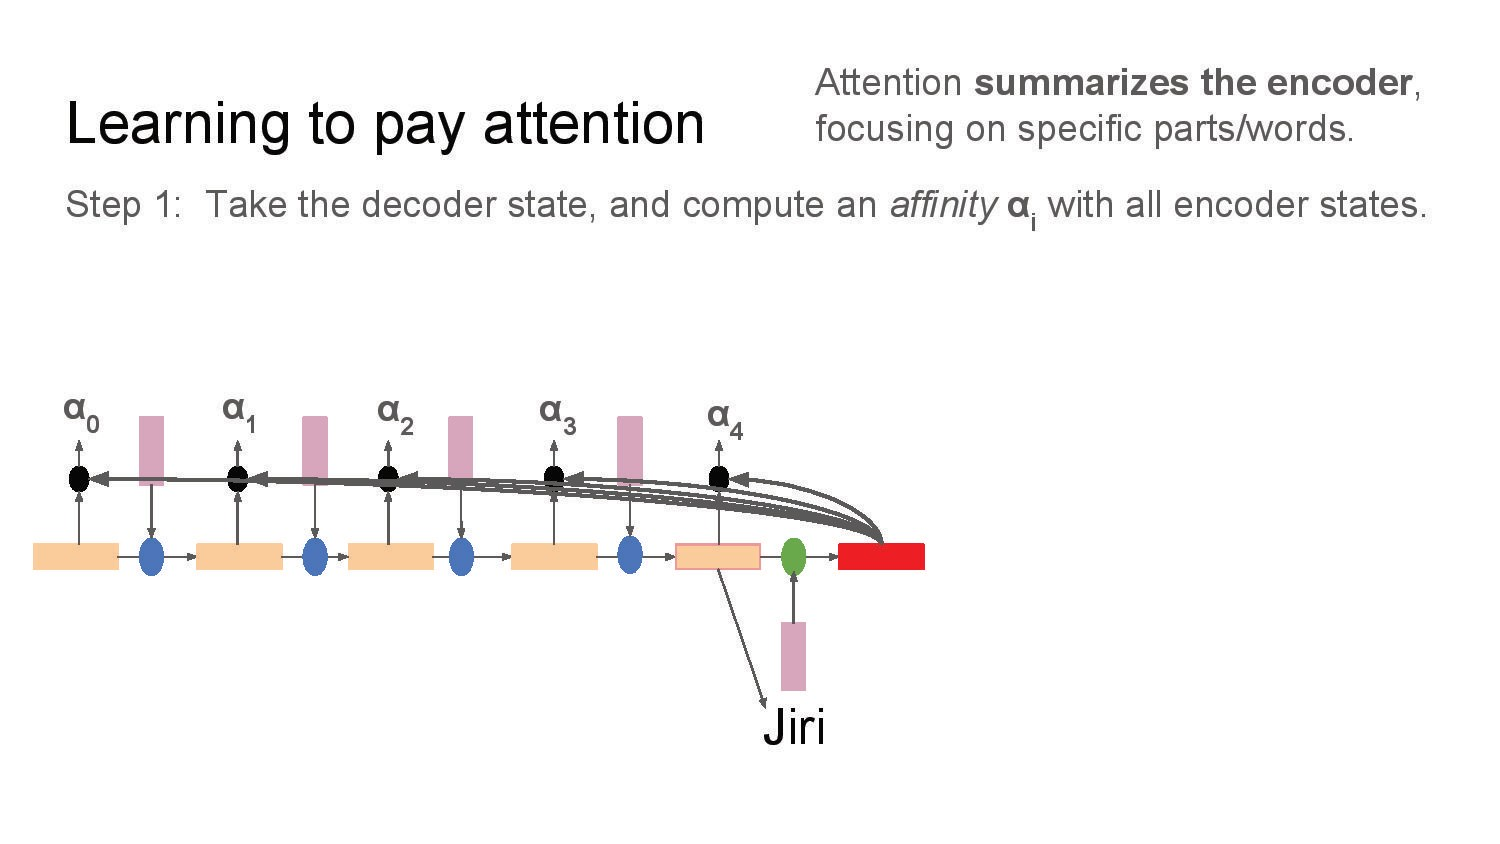 Attention summarizes the encoder,
focusing on specific parts/words.
Learning to pay attention
Step 1: Take the decoder state, and compute an affinity αi with all encoder states.
α0 α1 α2 α3 α4
Jiri